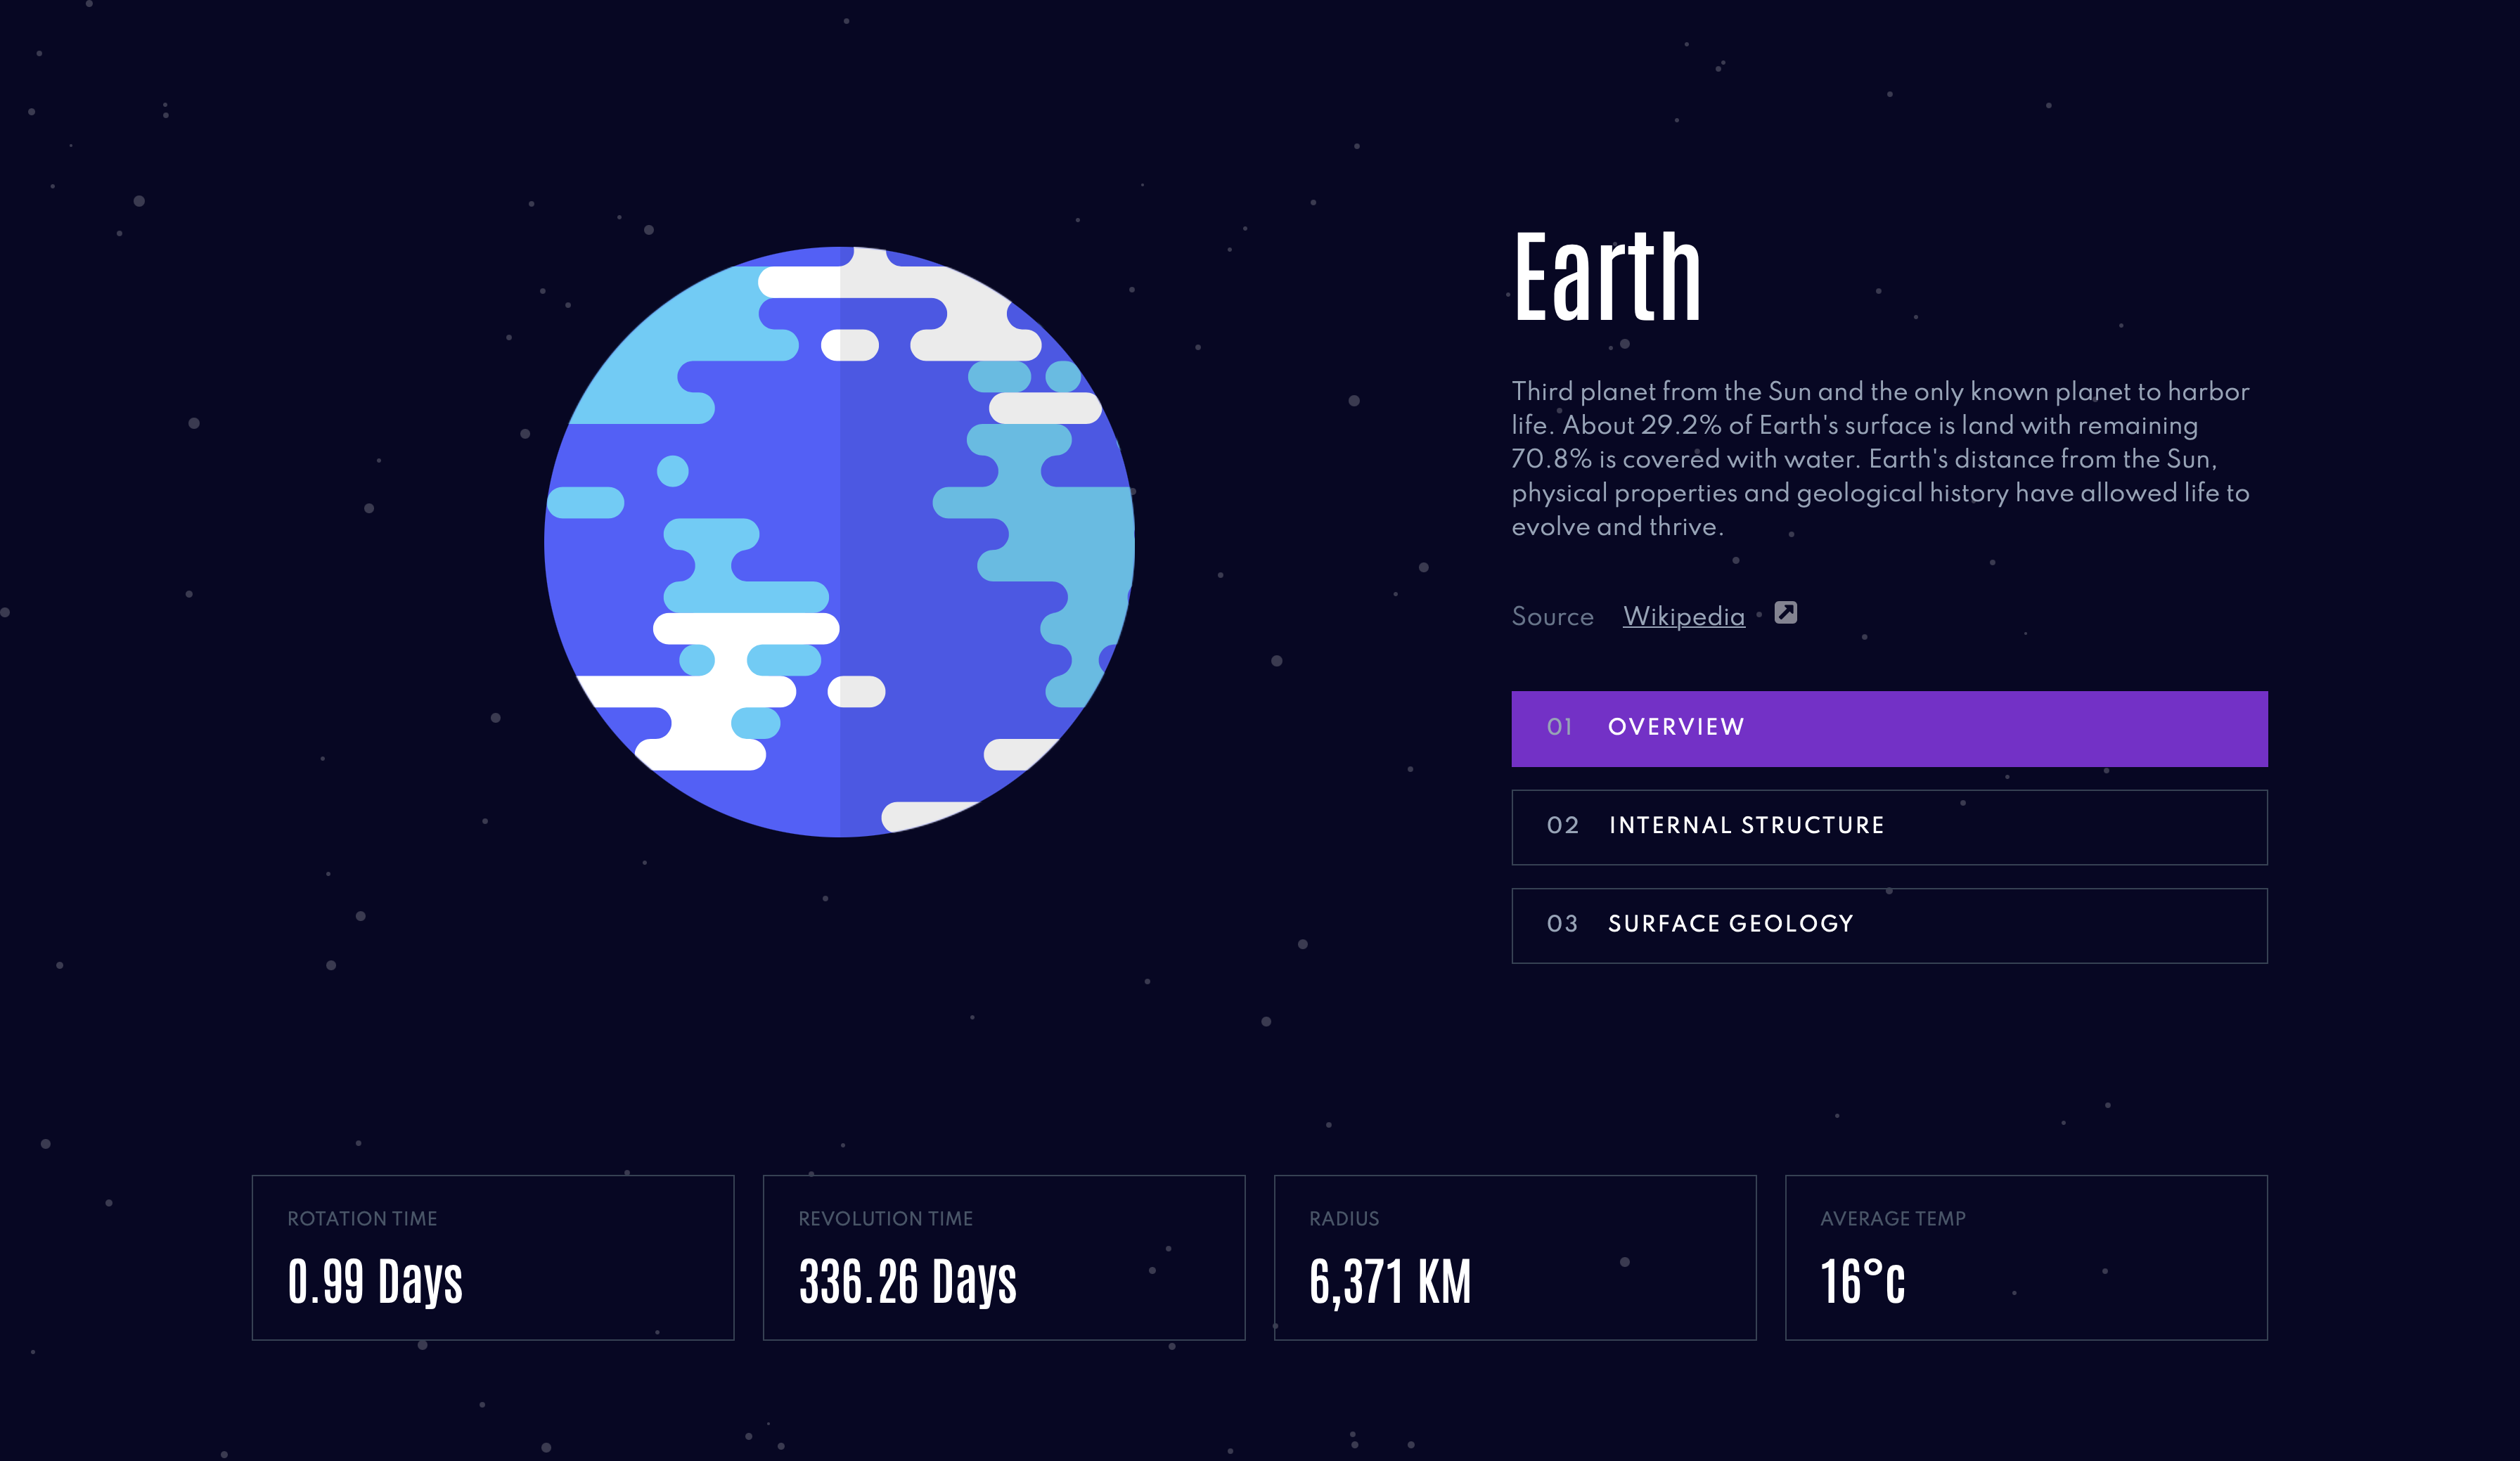 Earth
Third planet from the Sun and the only known planet to harbor
life. About 29.2% of Earth's surface is land with remaining
70.8% is covered with water. Earth's distance from the Sun,
physical properties and geological history have allowed life to
evolve and thrive.
Source Wikipedia
01 OVERVIEW
02 INTERNAL STRUCTURE
03 SURFACE GEOLOGY
ROTATION TIME
0.99 Days
REVOLUTION TIME
336.26 Days
RADIUS
6,371 KM
AVERAGE TEMP
16°c